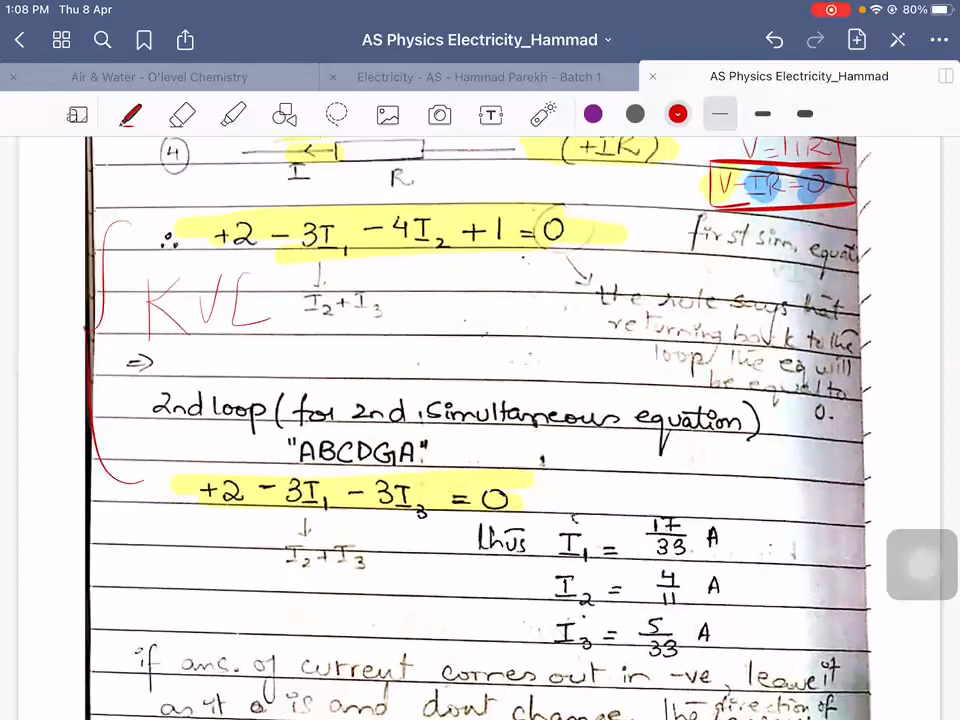 1:08 PM Thu 8 Apr
80%
AS Physics Electricity_Hammad
Air & Water - O'level Chemistry
Electricity - AS - Hammad Parekh - Batch 1
AS Physics Electricity_Hammad
4
I
R
(+IR)
V=IR
V-IR=0
∴ +2 - 3I₁ - 4I₂ + 1 = 0
first sim, equat
I₂+I₃
KVL
the rule says that
returning back to the
loop, the eq will
be equal to
0.
⇒
2nd loop (for 2nd simultaneous equation)
"ABCDGA"
+2 - 3I₁ - 3I₃ = 0
I₂+I₃
thus I₁ = 17/33 A
I₂ = 4/11 A
I₃ = 5/33 A
if ans. of current comes out in -ve, leave it
as it is and dont change the direction of